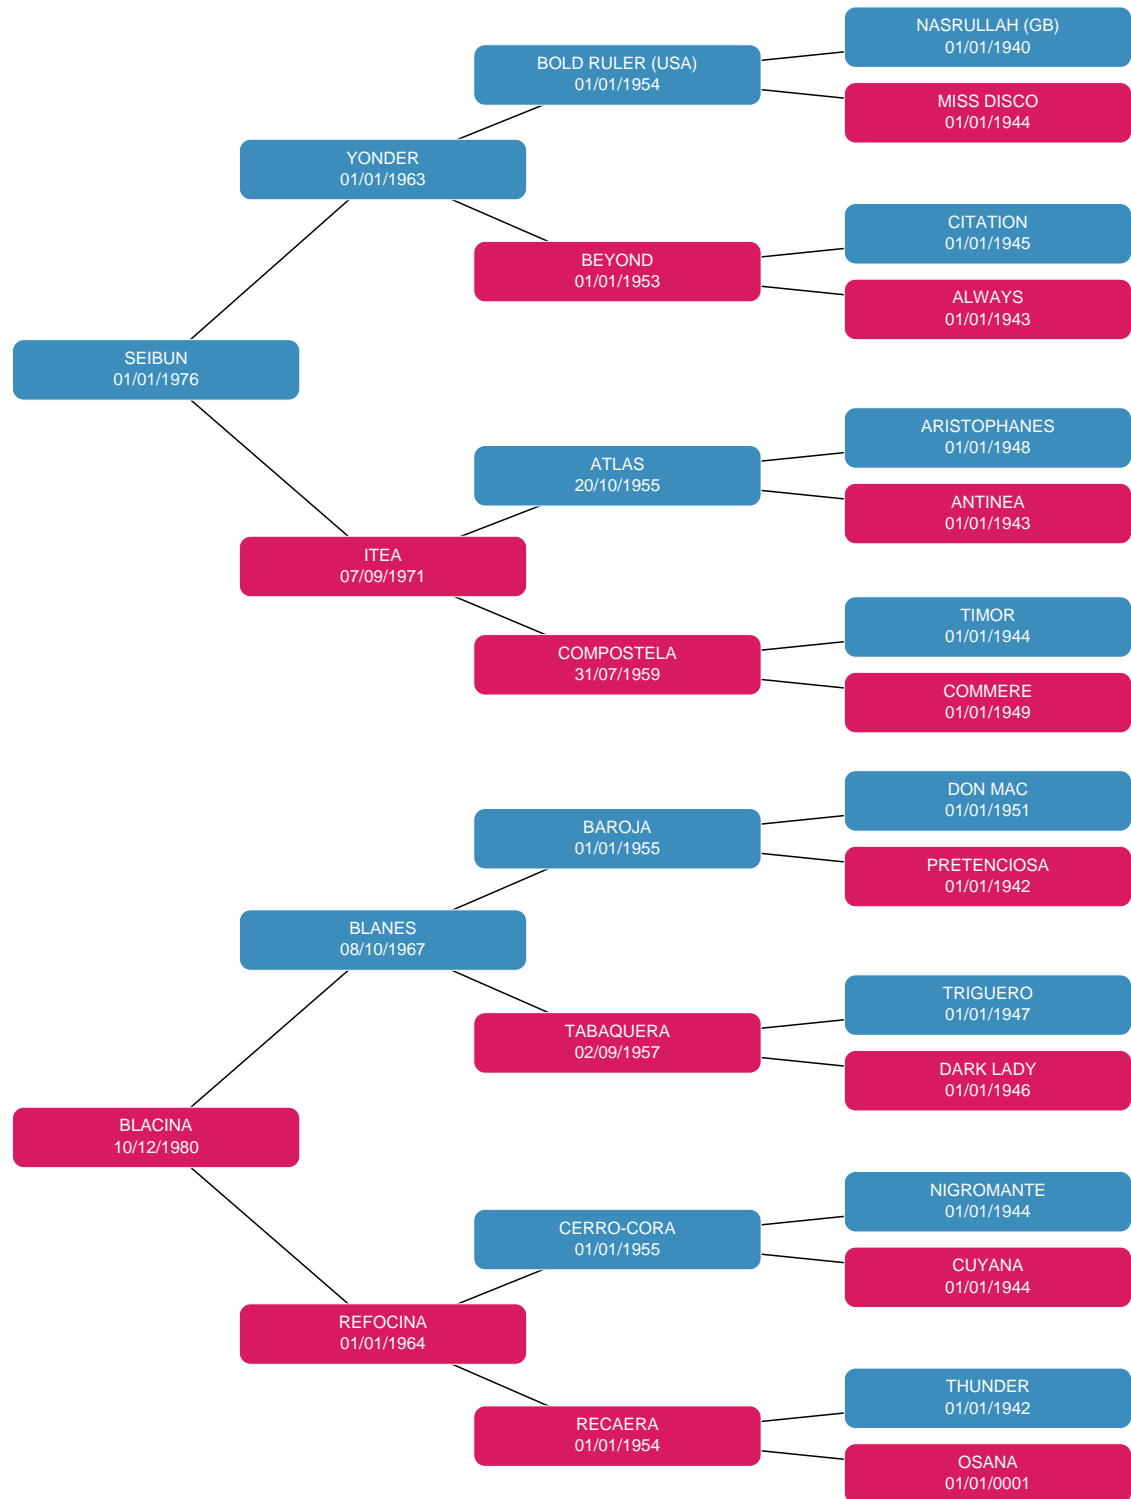 NASRULLAH (GB)
01/01/1940
BOLD RULER (USA)
01/01/1954
MISS DISCO
01/01/1944
YONDER
01/01/1963
CITATION
01/01/1945
BEYOND
01/01/1953
ALWAYS
01/01/1943
SEIBUN
01/01/1976
ARISTOPHANES
01/01/1948
ATLAS
20/10/1955
ANTINEA
01/01/1943
ITEA
07/09/1971
TIMOR
01/01/1944
COMPOSTELA
31/07/1959
COMMERE
01/01/1949
DON MAC
01/01/1951
BAROJA
01/01/1955
PRETENCIOSA
01/01/1942
BLANES
08/10/1967
TRIGUERO
01/01/1947
TABAQUERA
02/09/1957
DARK LADY
01/01/1946
BLACINA
10/12/1980
NIGROMANTE
01/01/1944
CERRO-CORA
01/01/1955
CUYANA
01/01/1944
REFOCINA
01/01/1964
THUNDER
01/01/1942
RECAERA
01/01/1954
OSANA
01/01/0001